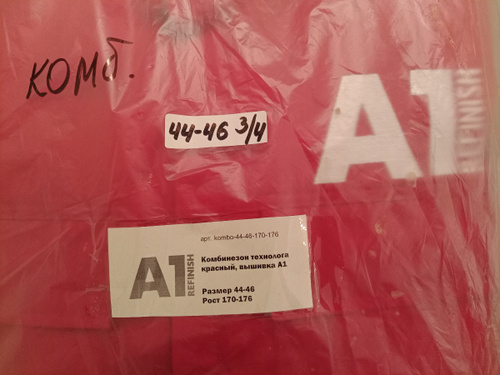 комб.
44-46 3/4
A1 REFINISH
арт. kombo-44-46-170-176
A1 REFINISH
Комбинезон технолога
красный, вышивка А1
Размер 44-46
Рост 170-176